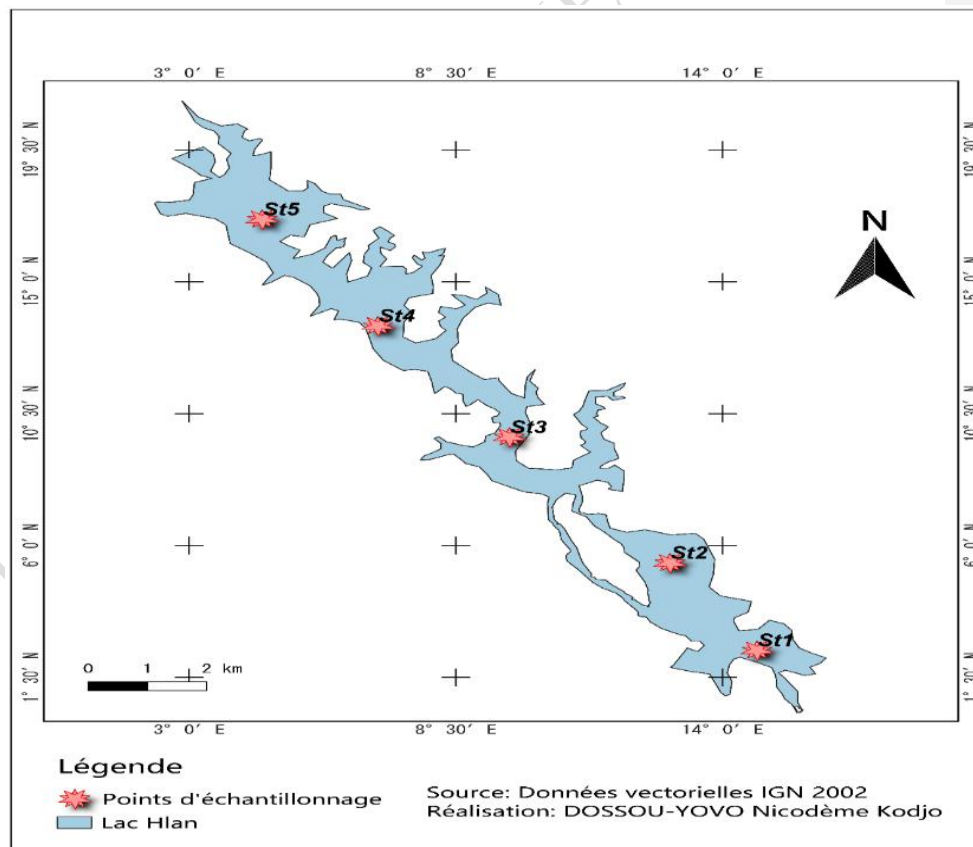 3° 0′ E 8° 30′ E 14° 0′ E
19° 30′ N 19° 30′ N
St5
N
15° 0′ N 15° 0′ N
St4
10° 30′ N 10° 30′ N
St3
6° 0′ N 6° 0′ N
St2
St1
0 1 2 km
1° 30′ N 1° 30′ N
3° 0′ E 8° 30′ E 14° 0′ E
Légende
Points d'échantillonnage
Lac Hlan
Source: Données vectorielles IGN 2002
Réalisation: DOSSOU-YOVO Nicodème Kodjo